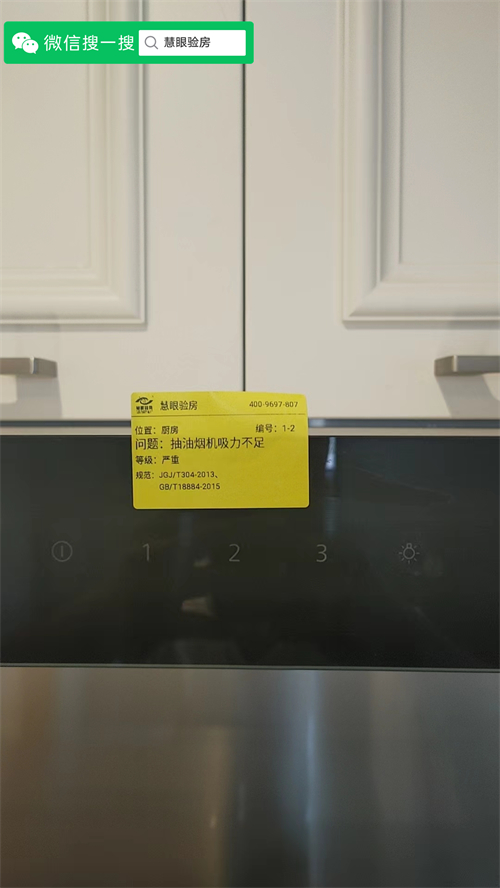 微信搜一搜
慧眼验房
慧眼验房 400-9697-807
位置：厨房 编号：1-2
问题：抽油烟机吸力不足
等级：严重
规范：JGJ/T304-2013、
GB/T18884-2015
1 2 3